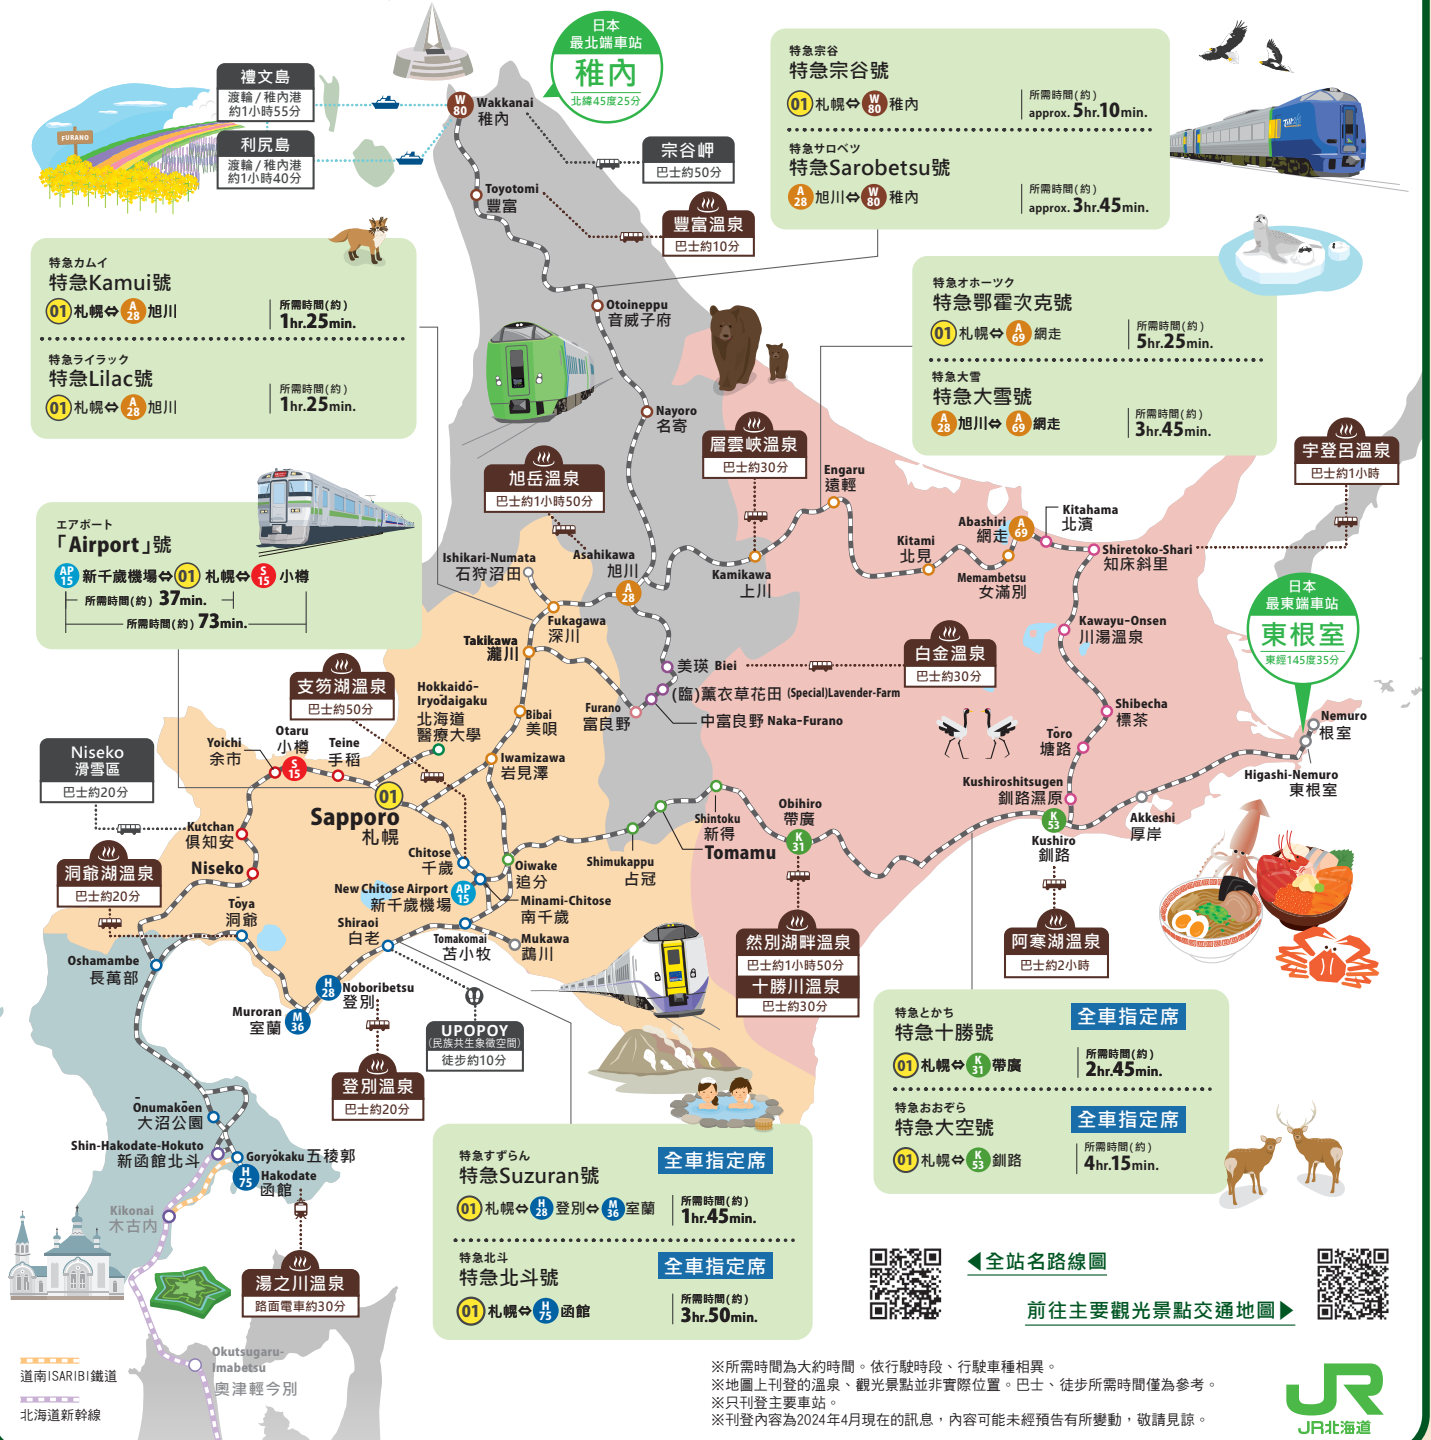 日本
最北端車站
稚內
北緯45度25分
禮文島
渡輪/稚內港
約1小時55分
利尻島
渡輪/稚內港
約1小時40分
FURANO
W
80
Wakkanai
稚內
宗谷岬
巴士約50分
Toyotomi
豐富
豐富溫泉
巴士約10分
特急宗谷
特急宗谷號
01 札幌⇔W 80 稚內
所需時間(約)
approx. 5hr.10min.
特急サロベツ
特急Sarobetsu號
A 28 旭川⇔W 80 稚內
所需時間(約)
approx. 3hr.45min.
特急カムイ
特急Kamui號
01 札幌⇔A 28 旭川
所需時間(約)
1hr.25min.
特急ライラック
特急Lilac號
01 札幌⇔A 28 旭川
所需時間(約)
1hr.25min.
特急オホーツク
特急鄂霍次克號
01 札幌⇔A 69 網走
所需時間(約)
5hr.25min.
特急大雪
特急大雪號
A 28 旭川⇔A 69 網走
所需時間(約)
3hr.45min.
Otoineppu
音威子府
Nayoro
名寄
層雲峽溫泉
巴士約30分
旭岳溫泉
巴士約1小時50分
宇登呂溫泉
巴士約1小時
エアポート
「Airport」號
AP 15 新千歲機場⇔01 札幌⇔S 15 小樽
所需時間(約) 37min.
所需時間(約) 73min.
Engaru
遠輕
Kitami
北見
Abashiri
網走
A
69
Kitahama
北濱
Shiretoko-Shari
知床斜里
Memambetsu
女滿別
Ishikari-Numata
石狩沼田
Asahikawa
旭川
A
28
Kamikawa
上川
Fukagawa
深川
Takikawa
瀧川
日本
最東端車站
東根室
東經145度35分
Kawayu-Onsen
川湯溫泉
白金溫泉
巴士約30分
美瑛 Biei
(臨)薰衣草花田 (Special)Lavender-Farm
中富良野 Naka-Furano
Furano
富良野
支笏湖溫泉
巴士約50分
Hokkaidō-
Iryōdaigaku
北海道
醫療大學
Bibai
美唄
Iwamizawa
岩見澤
Shibecha
標茶
Tōro
塘路
Kushiroshitsugen
釧路濕原
Nemuro
根室
Higashi-Nemuro
東根室
Akkeshi
厚岸
K
53
Kushiro
釧路
Niseko
滑雪區
巴士約20分
Yoichi
余市
Otaru
小樽
S
15
Teine
手稻
01
Sapporo
札幌
Kutchan
俱知安
Niseko
洞爺湖溫泉
巴士約20分
Chitose
千歲
New Chitose Airport
新千歲機場
AP
15
Oiwake
追分
Minami-Chitose
南千歲
Shimukappu
占冠
Shintoku
新得
Tomamu
Obihiro
帶廣
K
31
Tōya
洞爺
Shiraoi
白老
Tomakomai
苫小牧
Mukawa
鵡川
Oshamambe
長萬部
H
28
Noboribetsu
登別
Muroran
室蘭
M
36
UPOPOY
(民族共生象徵空間)
徒步約10分
登別溫泉
巴士約20分
然別湖畔溫泉
巴士約1小時50分
十勝川溫泉
巴士約30分
阿寒湖溫泉
巴士約2小時
特急とかち
特急十勝號
全車指定席
01 札幌⇔K 31 帶廣
所需時間(約)
2hr.45min.
特急おおぞら
特急大空號
全車指定席
01 札幌⇔K 53 釧路
所需時間(約)
4hr.15min.
Ōnumakōen
大沼公園
Shin-Hakodate-Hokuto
新函館北斗
Goryōkaku 五稜郭
H
75
Hakodate
函館
Kikonai
木古內
湯之川溫泉
路面電車約30分
特急すずらん
特急Suzuran號
全車指定席
01 札幌⇔H 28 登別⇔M 36 室蘭
所需時間(約)
1hr.45min.
特急北斗
特急北斗號
全車指定席
01 札幌⇔H 75 函館
所需時間(約)
3hr.50min.
◀全站名路線圖
前往主要觀光景點交通地圖▶
道南ISARIBI鐵道
北海道新幹線
Okutsugaru-
Imabetsu
奧津輕今別
※所需時間為大約時間。依行駛時段、行駛車種相異。
※地圖上刊登的溫泉、觀光景點並非實際位置。巴士、徒步所需時間僅為參考。
※只刊登主要車站。
※刊登內容為2024年4月現在的訊息，內容可能未經預告有所變動，敬請見諒。
JR
JR北海道